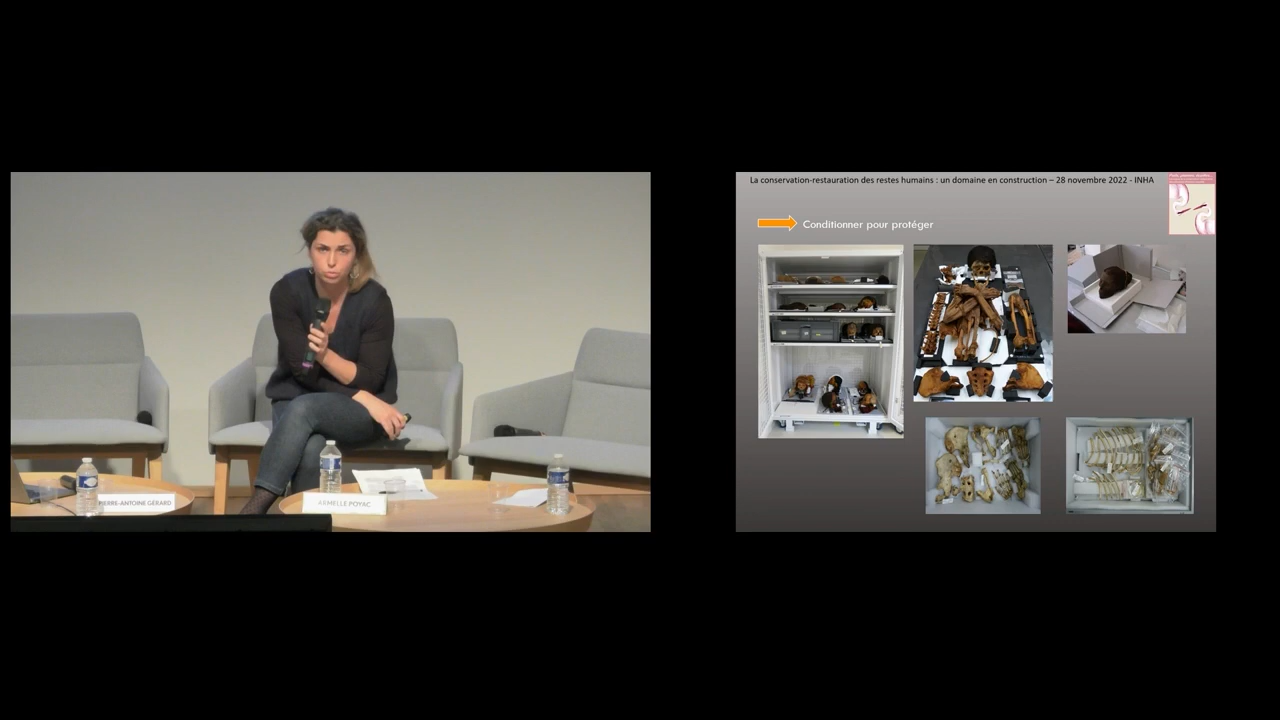 La conservation-restauration des restes humains : un domaine en construction – 28 novembre 2022 - INHA
Conditionner pour protéger
PIERRE-ANTOINE GÉRARD
ARMELLE POYAC